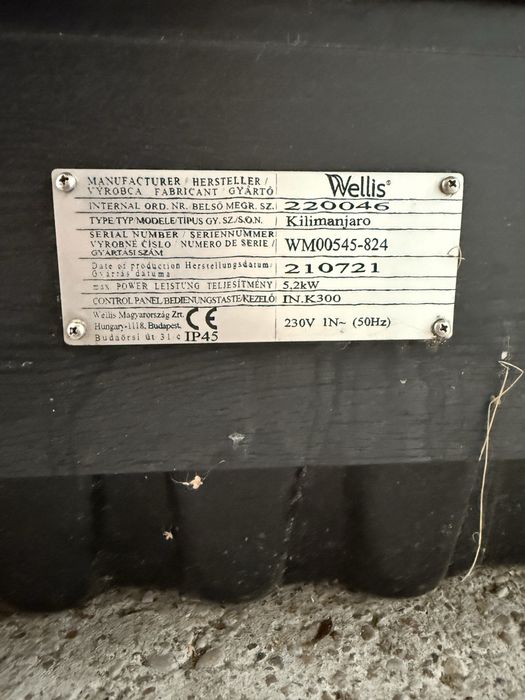 MANUFACTURER / HERSTELLER /
VÝROBCA FABRICANT GYÁRTÓ
Wellis®
INTERNAL ORD. NR. BELSŐ MEGR. SZ. 220046
TYPE TYP/MODELE/TÍPUS GY. SZ./S.O.N. Kilimanjaro
SERIAL NUMBER / SERIENNUMMER
VÝROBNÉ ČÍSLO / NUMERO DE SERIE /
GYÁRTÁSI SZÁM
WM00545-824
Date of production Herstellungsdatum/
Gyártás dátuma
210721
max POWER LEISTUNG TELJESÍTMÉNY 5,2kW
CONTROL PANEL/BEDIENUNGSTASTE/KEZELŐ IN.K300
Wellis Magyarország Zrt.
Hungary-1118, Budapest.
Budaörsi út 31 c IP45
CE
230V 1N~ (50Hz)